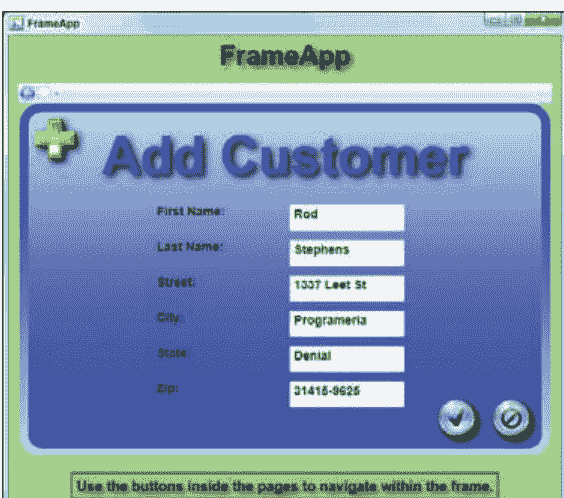 FrameApp
FrameApp
Add Customer
First Name: Rod
Last Name: Stephens
Street: 1337 Leet St
City: Programeria
State: Denial
Zip: 31415-9625
Use the buttons inside the pages to navigate within the frame.